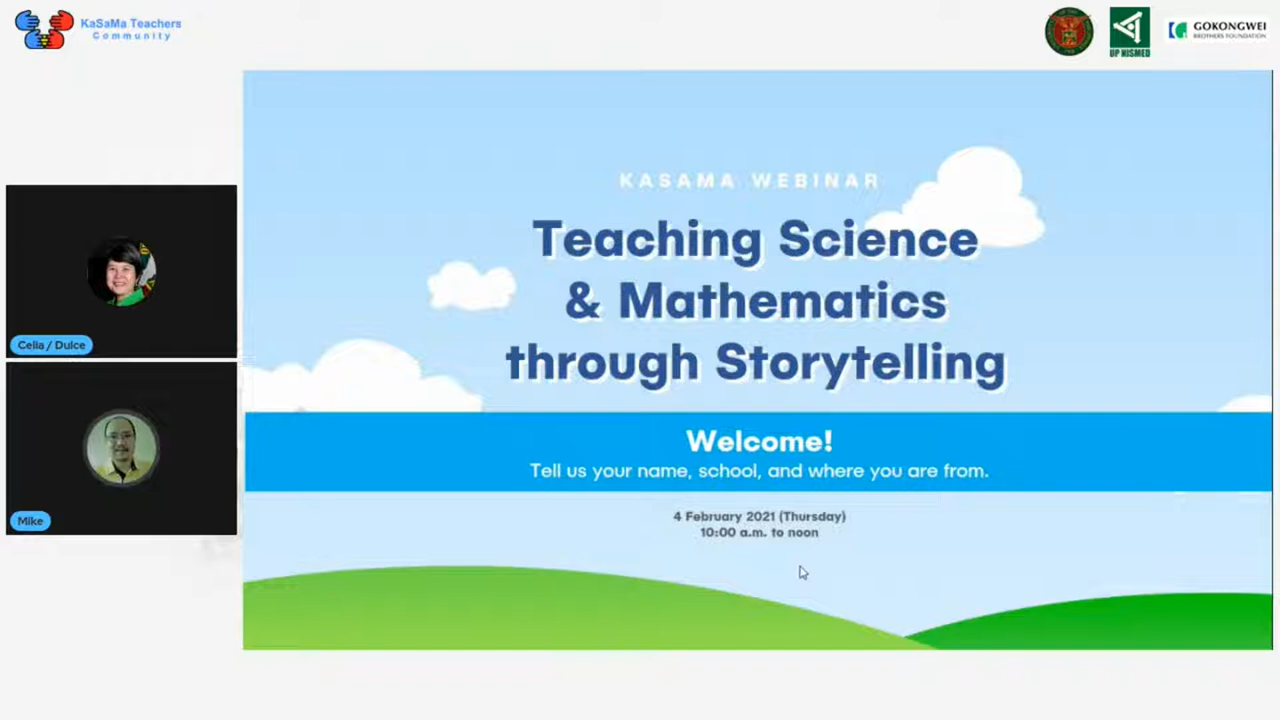 KaSaMa Teachers
Community
UP NISMED
GOKONGWEI
BROTHERS FOUNDATION
KASAMA WEBINAR
Teaching Science
& Mathematics
through Storytelling
Welcome!
Tell us your name, school, and where you are from.
4 February 2021 (Thursday)
10:00 a.m. to noon
Celia / Dulce
Mike